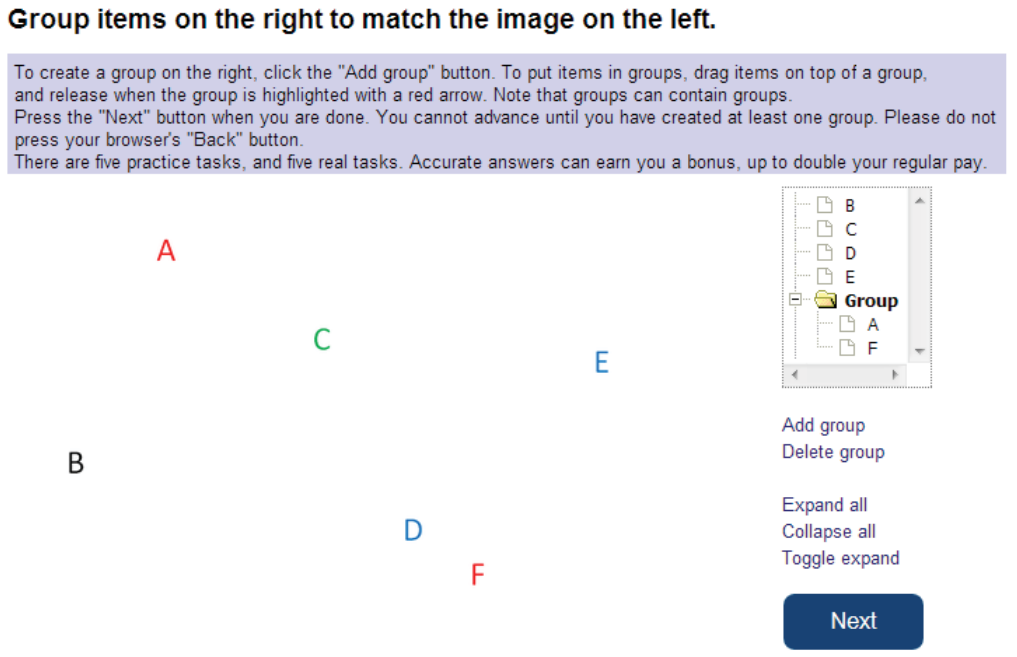 Group items on the right to match the image on the left.
To create a group on the right, click the "Add group" button. To put items in groups, drag items on top of a group,
and release when the group is highlighted with a red arrow. Note that groups can contain groups.
Press the "Next" button when you are done. You cannot advance until you have created at least one group. Please do not
press your browser's "Back" button.
There are five practice tasks, and five real tasks. Accurate answers can earn you a bonus, up to double your regular pay.
A
C
E
B
D
F
B
C
D
E
Group
A
F
Add group
Delete group
Expand all
Collapse all
Toggle expand
Next